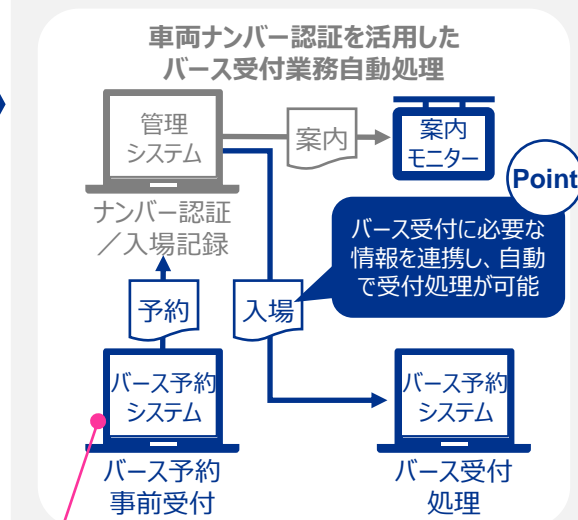 車両ナンバー認証を活用した
バース受付業務自動処理
管理
システム
案内
案内
モニター
Point
ナンバー認証
／入場記録
バース受付に必要な
情報を連携し、自動
で受付処理が可能
予約
入場
バース予約
システム
バース予約
システム
バース予約
事前受付
バース受付
処理